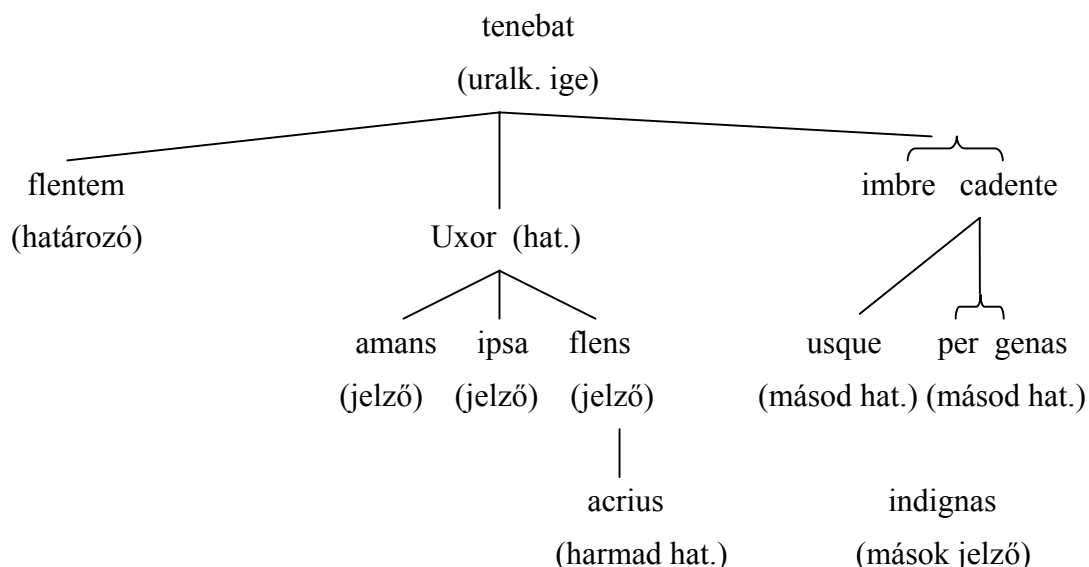 tenebat
(uralk. ige)
flentem
imbre cadente
(határozó)
Uxor (hat.)
amans ipsa flens
usque per genas
(jelző) (jelző) (jelző)
(másod hat.) (másod hat.)
acrius
indignas
(harmad hat.)
(mások jelző)